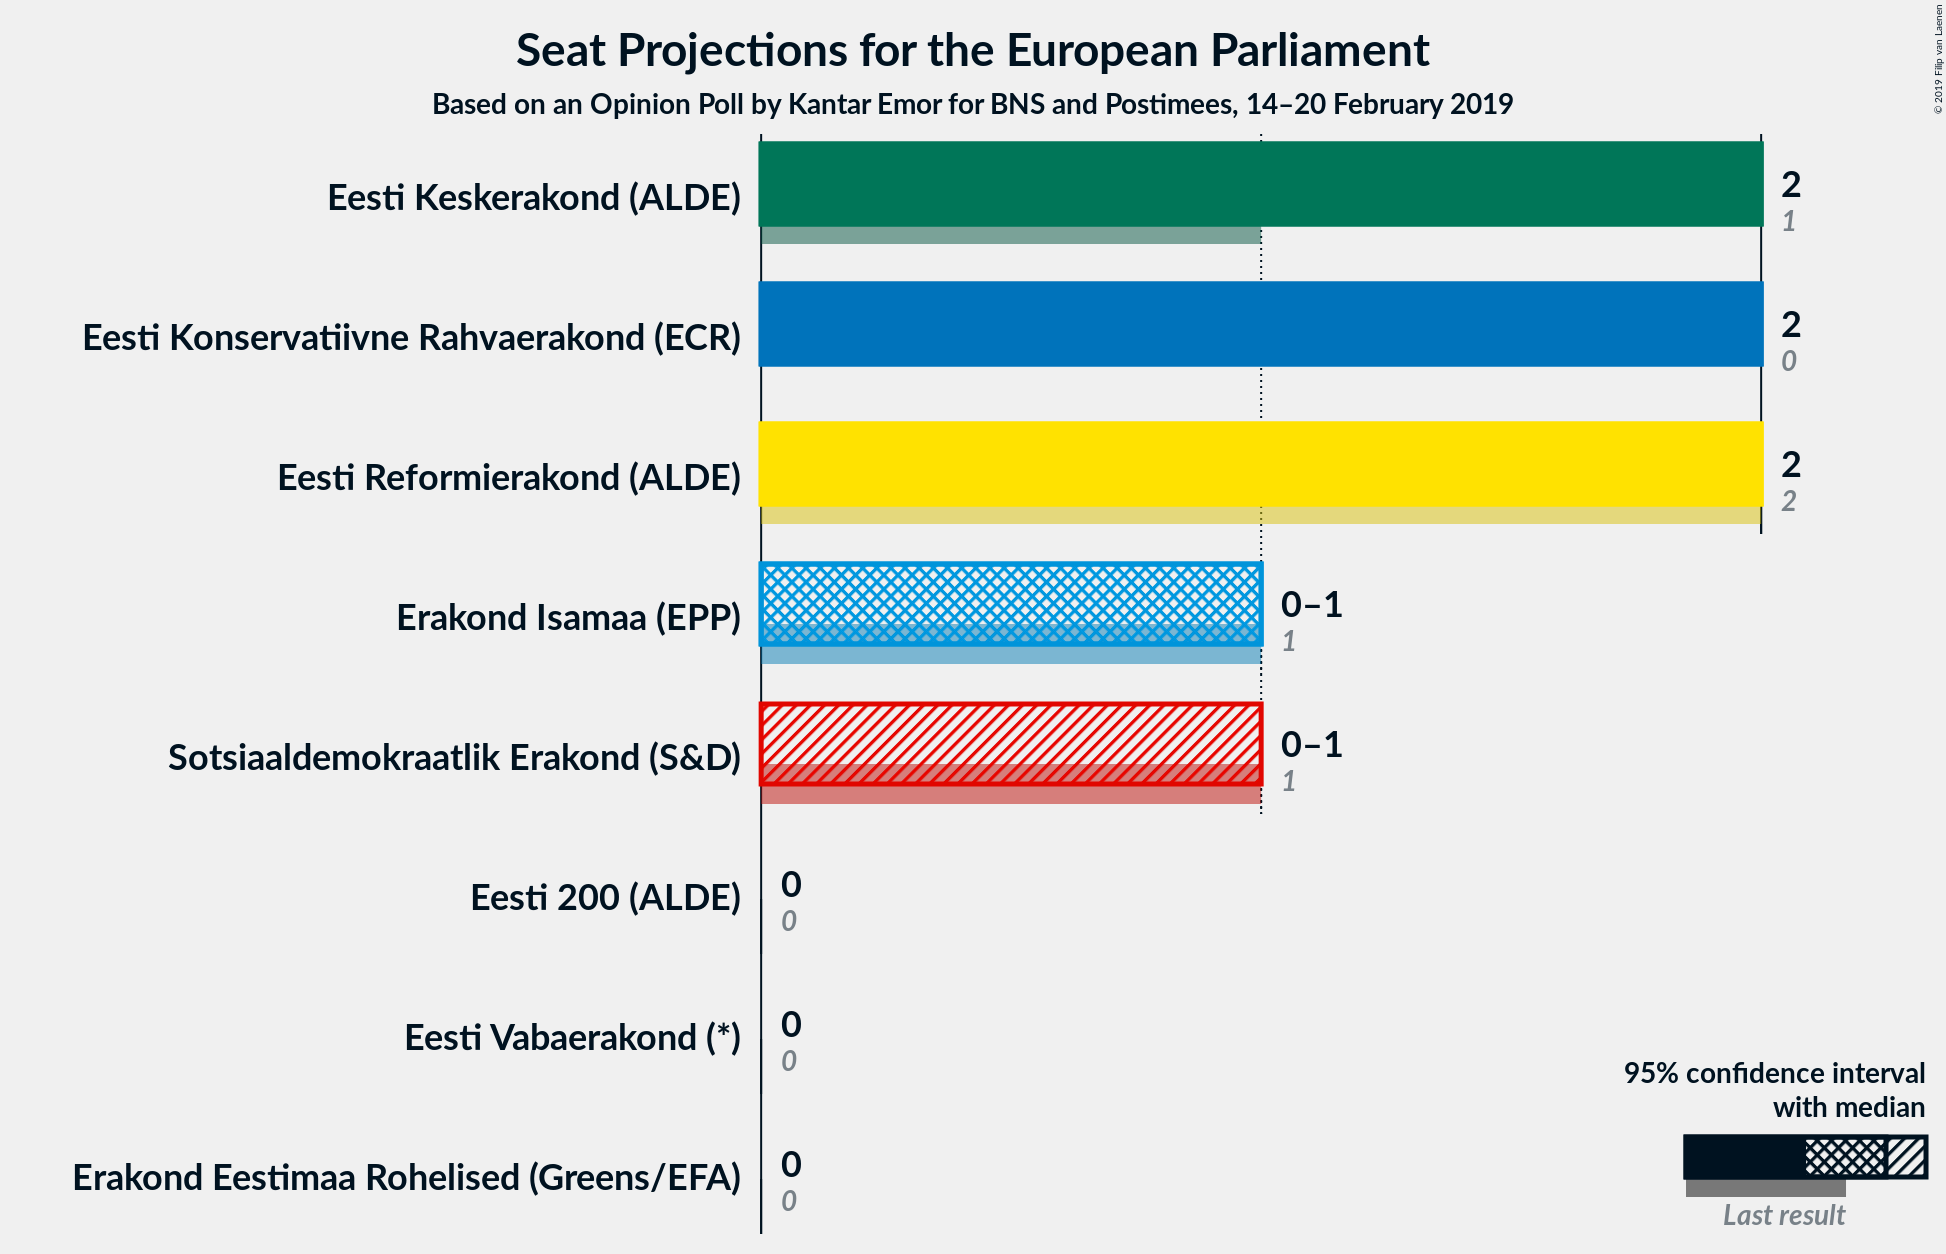 Seat Projections for the European Parliament
Based on an Opinion Poll by Kantar Emor for BNS and Postimees, 14–20 February 2019
© 2019 Filip van Laenen
Eesti Keskerakond (ALDE)
2
1
Eesti Konservatiivne Rahvaerakond (ECR)
2
0
Eesti Reformierakond (ALDE)
2
2
Erakond Isamaa (EPP)
0–1
1
Sotsiaaldemokraatlik Erakond (S&D)
0–1
1
Eesti 200 (ALDE)
0
0
Eesti Vabaerakond (*)
0
0
Erakond Eestimaa Rohelised (Greens/EFA)
0
0
95% confidence interval
with median
Last result